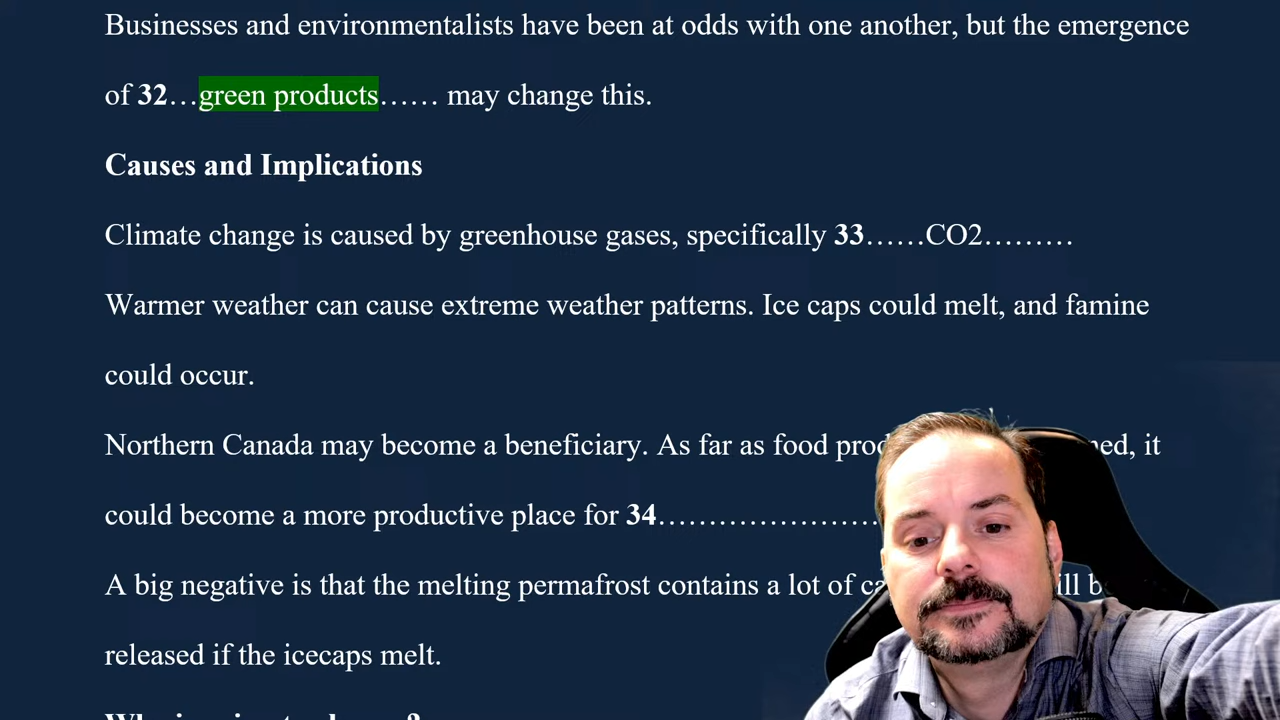 Businesses and environmentalists have been at odds with one another, but the emergence
of 32…green products…… may change this.
Causes and Implications
Climate change is caused by greenhouse gases, specifically 33……CO2………
Warmer weather can cause extreme weather patterns. Ice caps could melt, and famine
could occur.
Northern Canada may become a beneficiary. As far as food it
could become a more productive place for 34…………………
A big negative is that the melting permafrost contains a lot of
released if the icecaps melt.